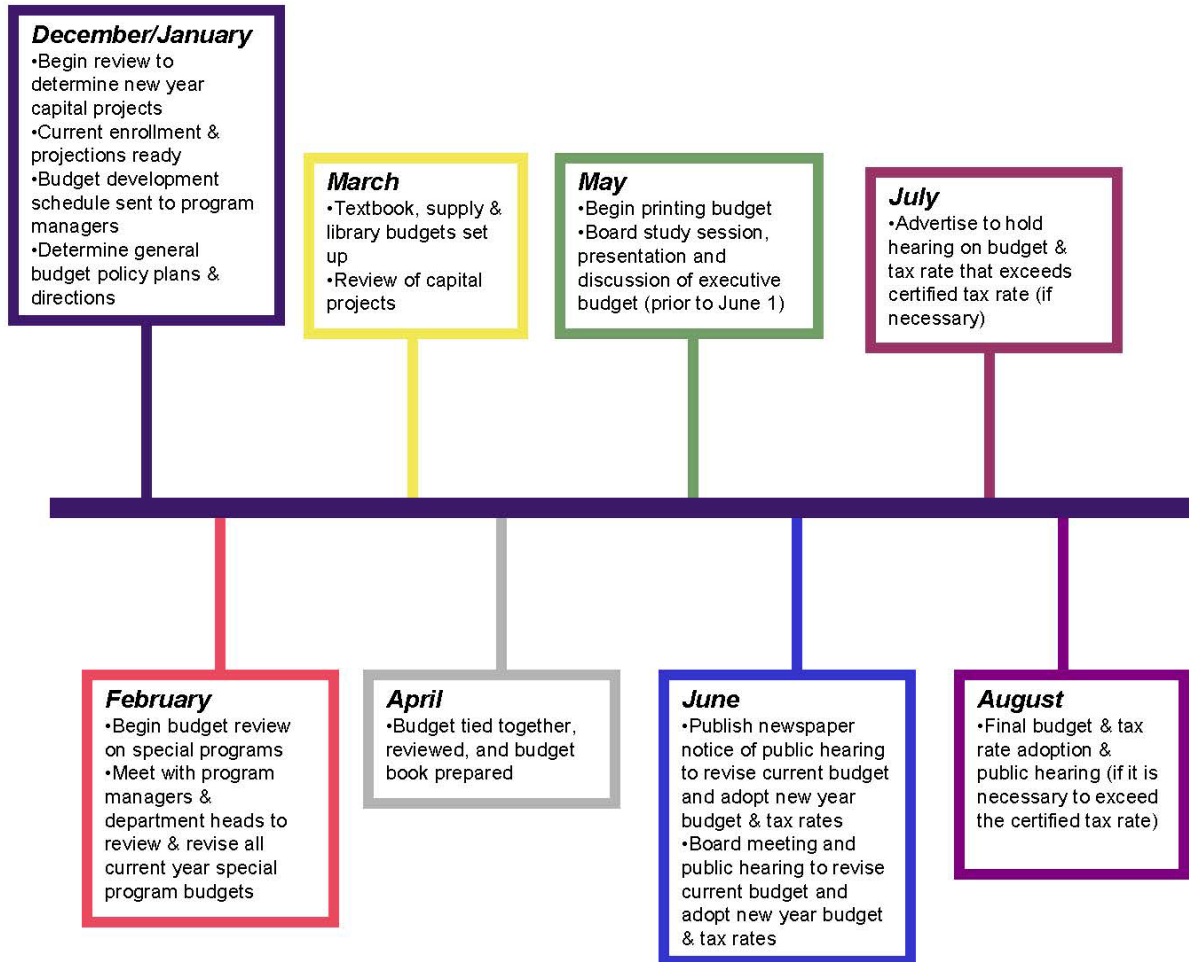 December/January
•Begin review to
determine new year
capital projects
•Current enrollment &
projections ready
•Budget development
schedule sent to program
managers
•Determine general
budget policy plans &
directions
March
•Textbook, supply &
library budgets set
up
•Review of capital
projects
May
•Begin printing budget
•Board study session,
presentation and
discussion of executive
budget (prior to June 1)
July
•Advertise to hold
hearing on budget &
tax rate that exceeds
certified tax rate (if
necessary)
February
•Begin budget review
on special programs
•Meet with program
managers &
department heads to
review & revise all
current year special
program budgets
April
•Budget tied together,
reviewed, and budget
book prepared
June
•Publish newspaper
notice of public hearing
to revise current budget
and adopt new year
budget & tax rates
•Board meeting and
public hearing to revise
current budget and
adopt new year budget
& tax rates
August
•Final budget & tax
rate adoption &
public hearing (if it is
necessary to exceed
the certified tax rate)